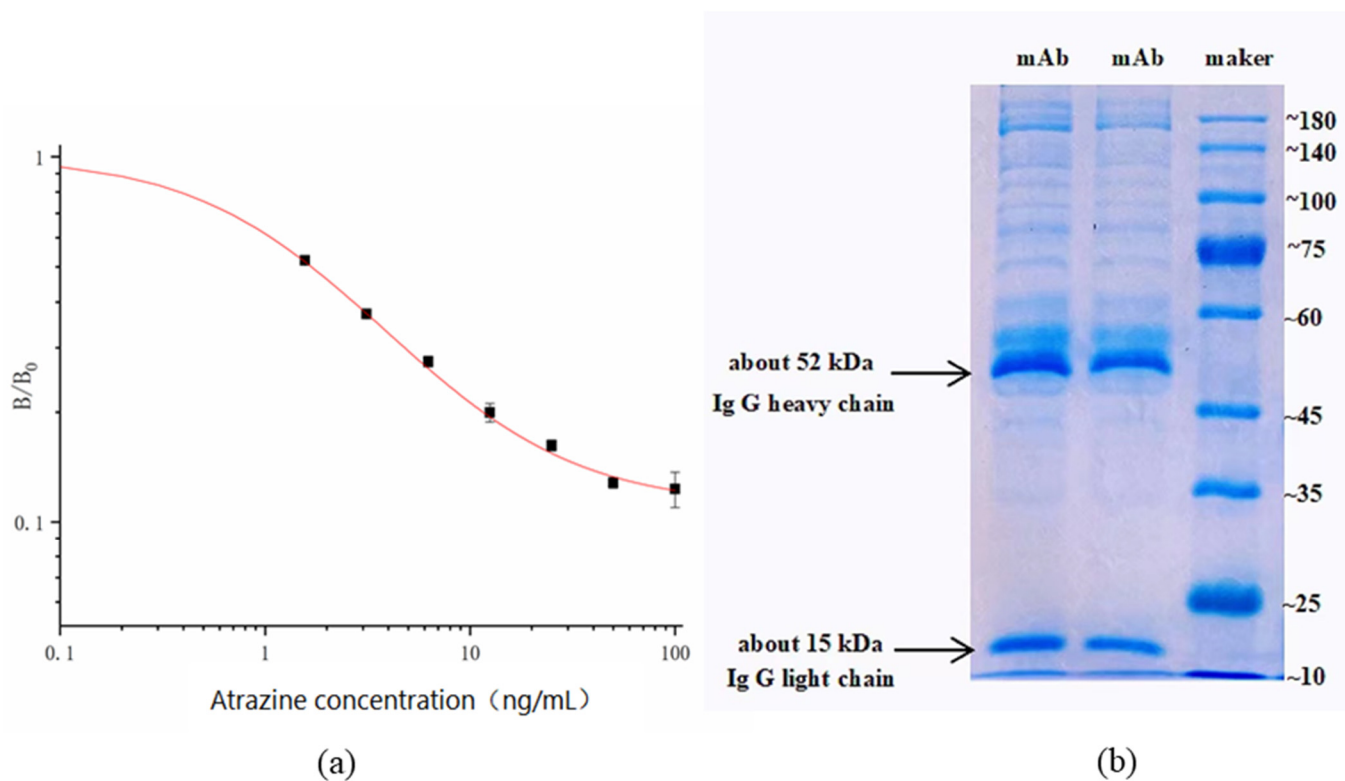 1
B/B0
0. 1
0. 1
1
10
100
Atrazine concentration（ng/mL）
(a)
mAb
mAb
maker
~180
~140
~100
~75
~60
about 52 kDa
Ig G heavy chain
~45
~35
~25
about 15 kDa
Ig G light chain
~10
(b)